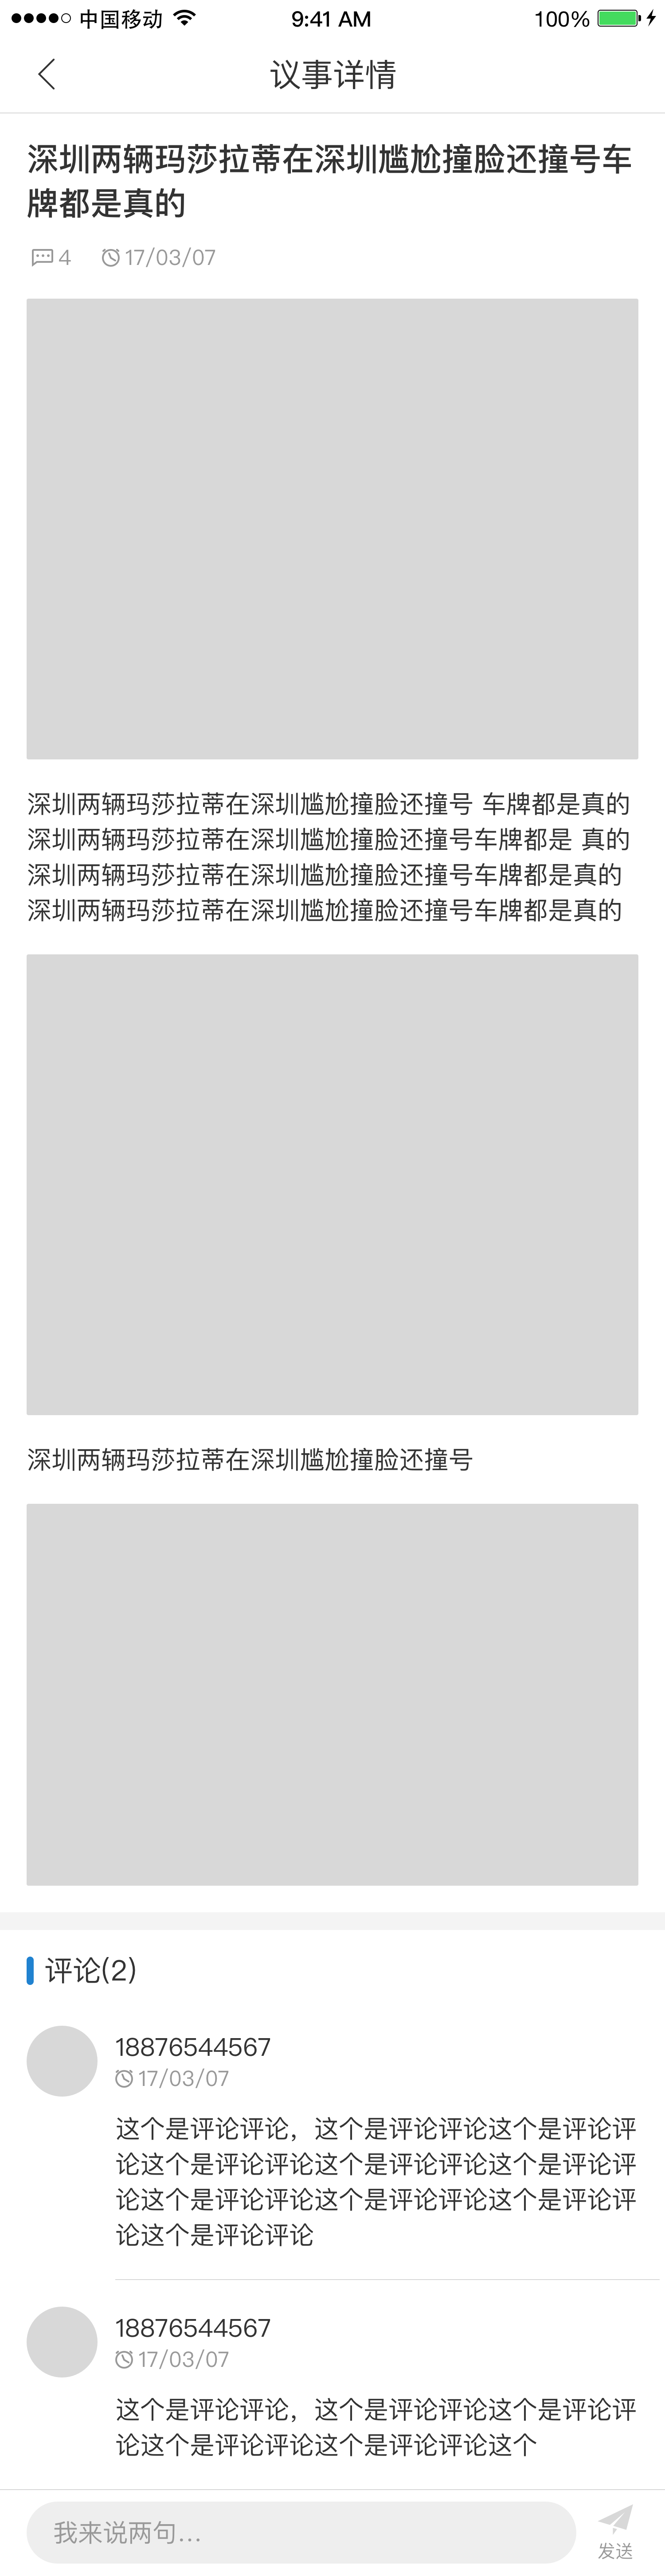 中国移动
9:41 AM
100%
议事详情
深圳两辆玛莎拉蒂在深圳尴尬撞脸还撞号车
牌都是真的
4
17/03/07
深圳两辆玛莎拉蒂在深圳尴尬撞脸还撞号 车牌都是真的
深圳两辆玛莎拉蒂在深圳尴尬撞脸还撞号车牌都是 真的
深圳两辆玛莎拉蒂在深圳尴尬撞脸还撞号车牌都是真的
深圳两辆玛莎拉蒂在深圳尴尬撞脸还撞号车牌都是真的
深圳两辆玛莎拉蒂在深圳尴尬撞脸还撞号
评论(2)
18876544567
17/03/07
这个是评论评论，这个是评论评论这个是评论评
论这个是评论评论这个是评论评论这个是评论评
论这个是评论评论这个是评论评论这个是评论评
论这个是评论评论
18876544567
17/03/07
这个是评论评论，这个是评论评论这个是评论评
论这个是评论评论这个是评论评论这个
我来说两句...
发送